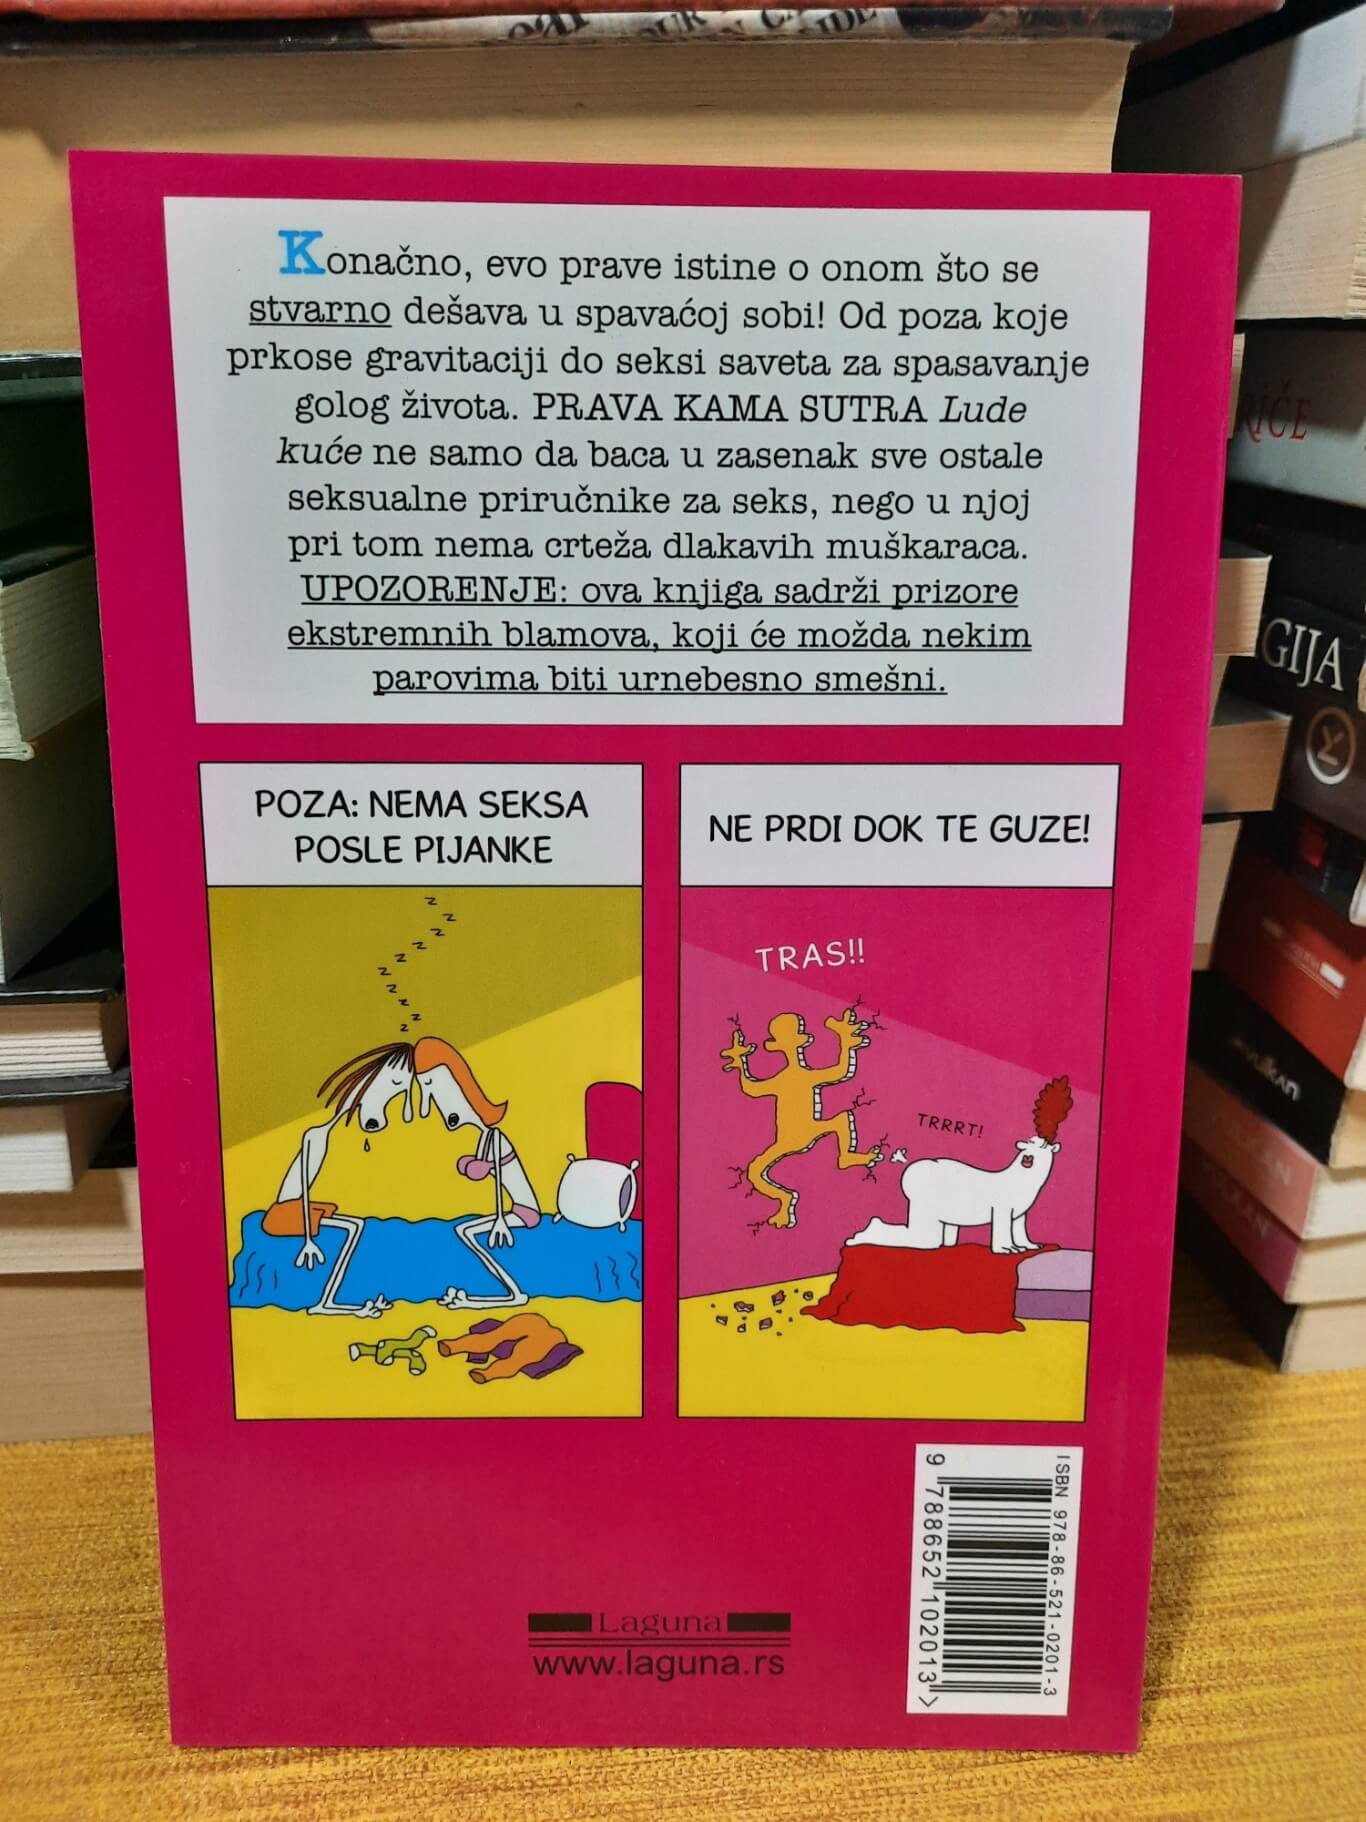 Konačno, evo prave istine o onom što se
stvarno dešava u spavaćoj sobi! Od poza koje
prkose gravitaciji do seksi saveta za spasavanje
golog života. PRAVA KAMA SUTRA Lude
kuće ne samo da baca u zasenak sve ostale
seksualne priručnike za seks, nego u njoj
pri tom nema crteža dlakavih muškaraca.
UPOZORENJE: ova knjiga sadrži prizore
ekstremnih blamova, koji će možda nekim
parovima biti urnebesno smešni.
POZA: NEMA SEKSA
POSLE PIJANKE
z z z z z z z z z z
NE PRDI DOK TE GUZE!
TRAS!!
TRRRT!
ISBN 978-86-521-0201-3
9 788652 102013 >
Laguna
www.laguna.rs
GIJA